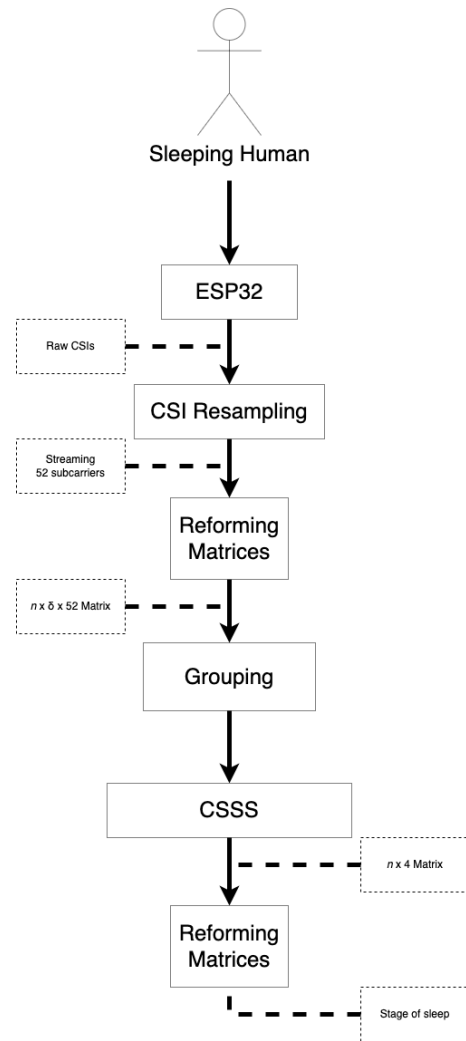 Sleeping Human
ESP32
Raw CSIs
CSI Resampling
Streaming
52 subcarriers
Reforming
Matrices
n x δ x 52 Matrix
Grouping
CSSS
n x 4 Matrix
Reforming
Matrices
Stage of sleep